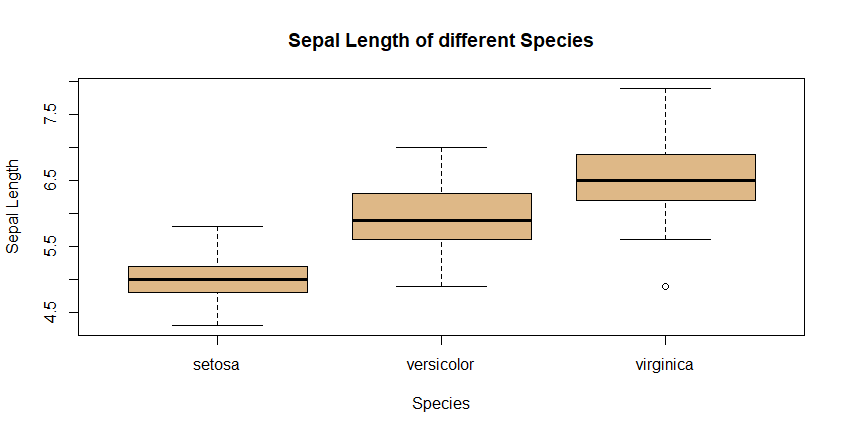 Sepal Length of different Species
Sepal Length
7.5
6.5
5.5
4.5
setosa versicolor virginica
Species